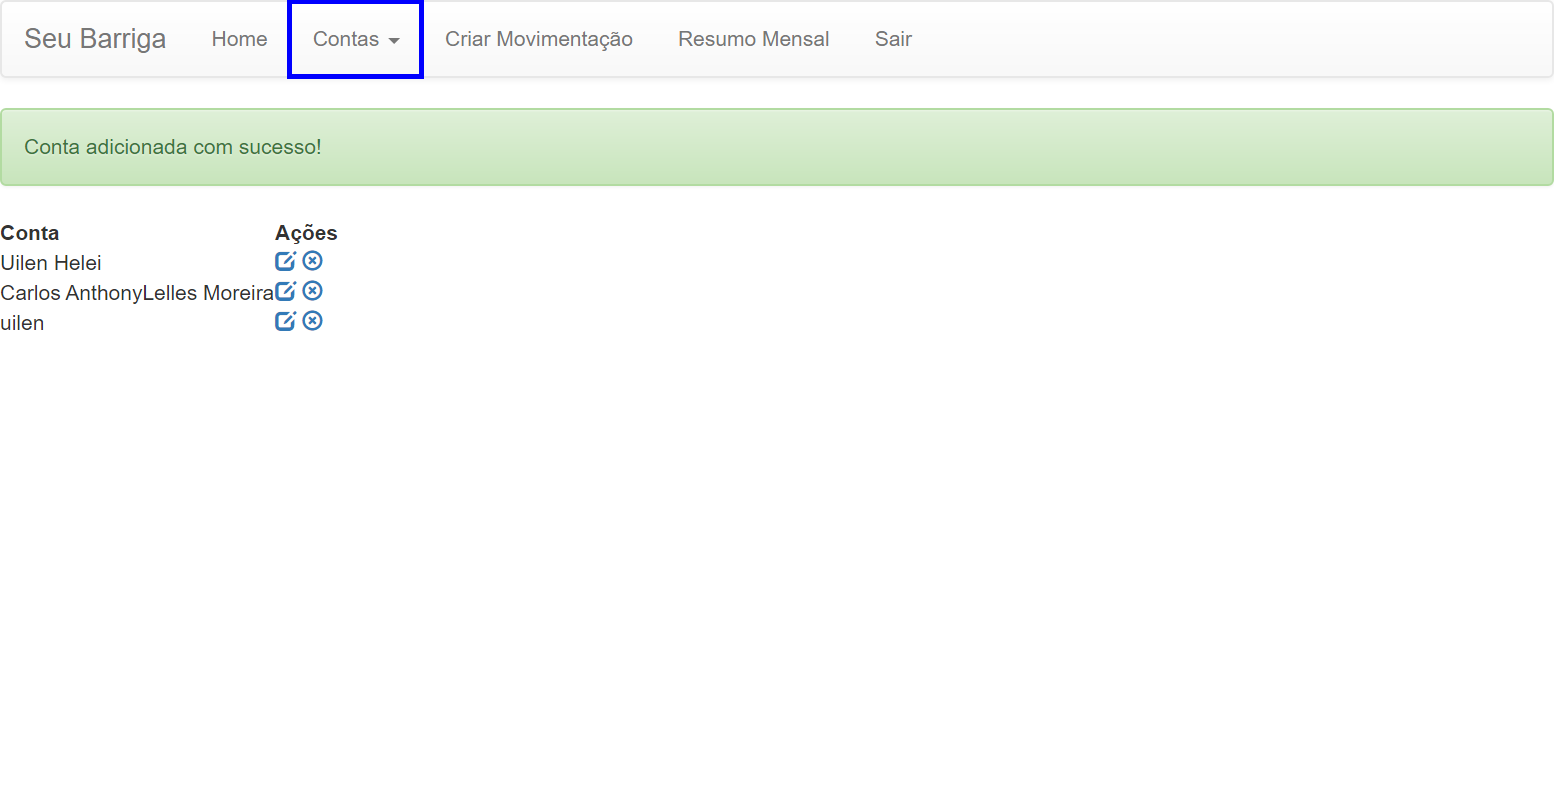 Seu Barriga Home Contas Criar Movimentação Resumo Mensal Sair
Conta adicionada com sucesso!
Conta Ações
Uilen Helei
Carlos AnthonyLelles Moreira
uilen